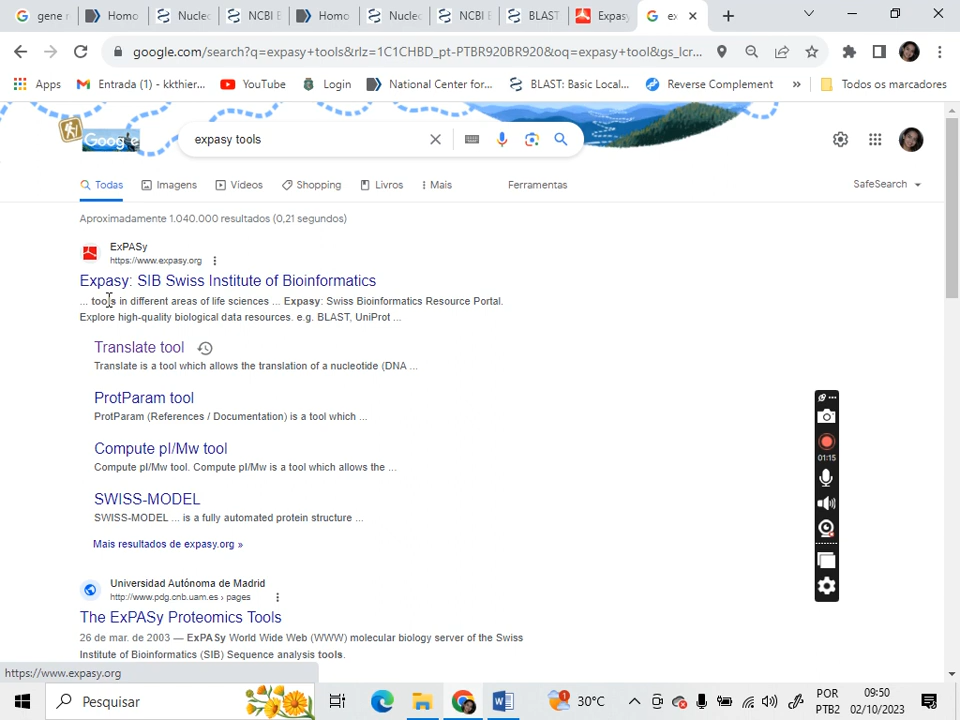 gene r
Homo
Nucle
NCBI E
Homo
Nucle
NCBI E
BLAST
Expasy
ex
google.com/search?q=expasy+tools&rlz=1C1CHBD_pt-PTBR920BR920&oq=expasy+tool&gs_lcr...
Apps
Entrada (1) - kkthier...
YouTube
Login
National Center for...
BLAST: Basic Local...
Reverse Complement
»
Todos os marcadores
Google
expasy tools
Todas
Imagens
Vídeos
Shopping
Livros
Mais
Ferramentas
SafeSearch
Aproximadamente 1.040.000 resultados (0,21 segundos)
ExPASy
https://www.expasy.org
Expasy: SIB Swiss Institute of Bioinformatics
... tools in different areas of life sciences ... Expasy: Swiss Bioinformatics Resource Portal.
Explore high-quality biological data resources. e.g. BLAST, UniProt ...
Translate tool
Translate is a tool which allows the translation of a nucleotide (DNA ...
ProtParam tool
ProtParam (References / Documentation) is a tool which ...
Compute pI/Mw tool
Compute pI/Mw tool. Compute pI/Mw is a tool which allows the ...
SWISS-MODEL
SWISS-MODEL ... is a fully automated protein structure ...
Mais resultados de expasy.org »
Universidad Autónoma de Madrid
http://www.pdg.cnb.uam.es › pages
The ExPASy Proteomics Tools
26 de mar. de 2003 — ExPASy World Wide Web (WWW) molecular biology server of the Swiss
Institute of Bioinformatics (SIB) Sequence analysis tools.
01:15
https://www.expasy.org
Pesquisar
1
30°C
POR
PTB2
09:50
02/10/2023